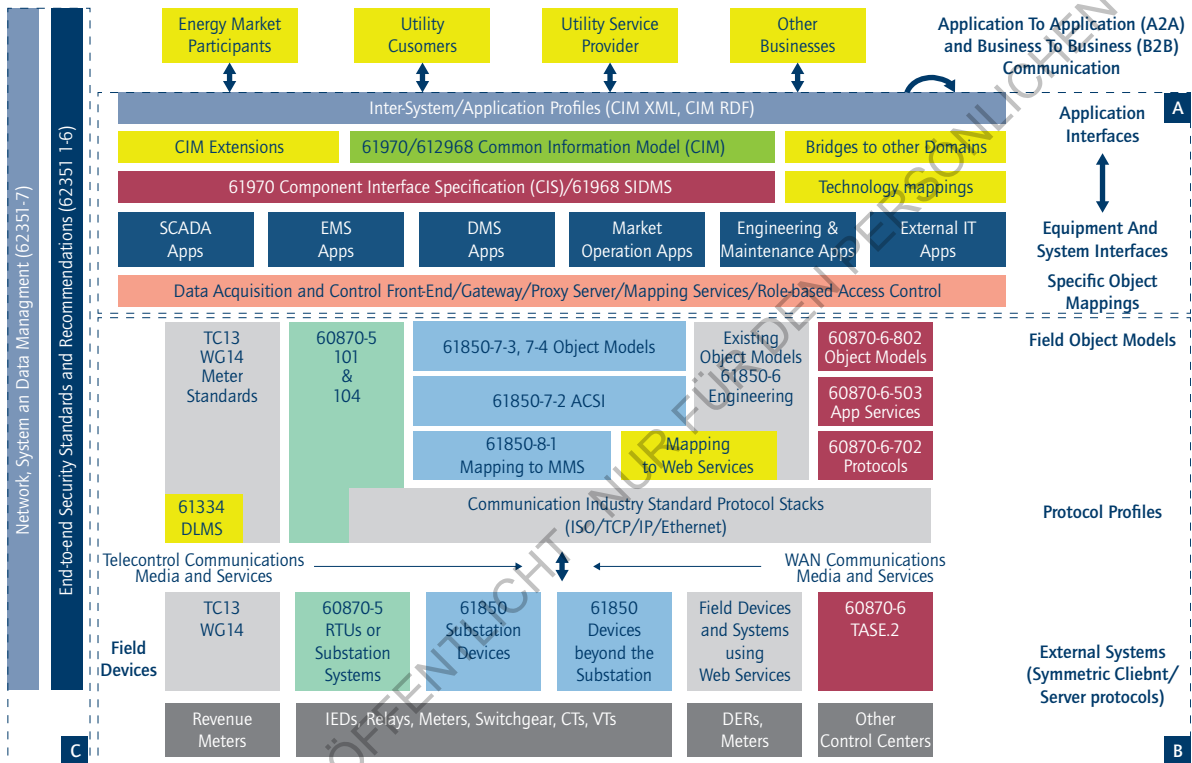 Energy Market
Participants
Utility
Cusomers
Utility Service
Provider
Other
Businesses
Application To Application (A2A)
and Business To Business (B2B)
Communication
Inter-System/Application Profiles (CIM XML, CIM RDF)
A
Application
Interfaces
CIM Extensions
61970/612968 Common Information Model (CIM)
Bridges to other Domains
61970 Component Interface Specification (CIS)/61968 SIDMS
Technology mappings
SCADA
Apps
EMS
Apps
DMS
Apps
Market
Operation Apps
Engineering &
Maintenance Apps
External IT
Apps
Equipment And
System Interfaces
Data Acquisition and Control Front-End/Gateway/Proxy Server/Mapping Services/Role-based Access Control
Specific Object
Mappings
TC13
WG14
Meter
Standards
60870-5
101
&
104
61850-7-3, 7-4 Object Models
Existing
Object Models
61850-6
Engineering
60870-6-802
Object Models
Field Object Models
61850-7-2 ACSI
60870-6-503
App Services
61850-8-1
Mapping to MMS
Mapping
to Web Services
60870-6-702
Protocols
61334
DLMS
Communication Industry Standard Protocol Stacks
(ISO/TCP/IP/Ethernet)
Protocol Profiles
Telecontrol Communications
Media and Services
WAN Communications
Media and Services
Field
Devices
TC13
WG14
60870-5
RTUs or
Substation
Systems
61850
Substation
Devices
61850
Devices
beyond the
Substation
Field Devices
and Systems
using
Web Services
60870-6
TASE.2
External Systems
(Symmetric Cliebnt/
Server protocols)
Revenue
Meters
IEDs, Relays, Meters, Switchgear, CTs, VTs
DERs,
Meters
Other
Control Centers
B
C
Network, System an Data Managment (62351-7)
End-to-end Security Standards and Recommendations (62351 1-6)
ÖFFENTLICHT - NUR FÜR DEN PERSÖNLICHEN